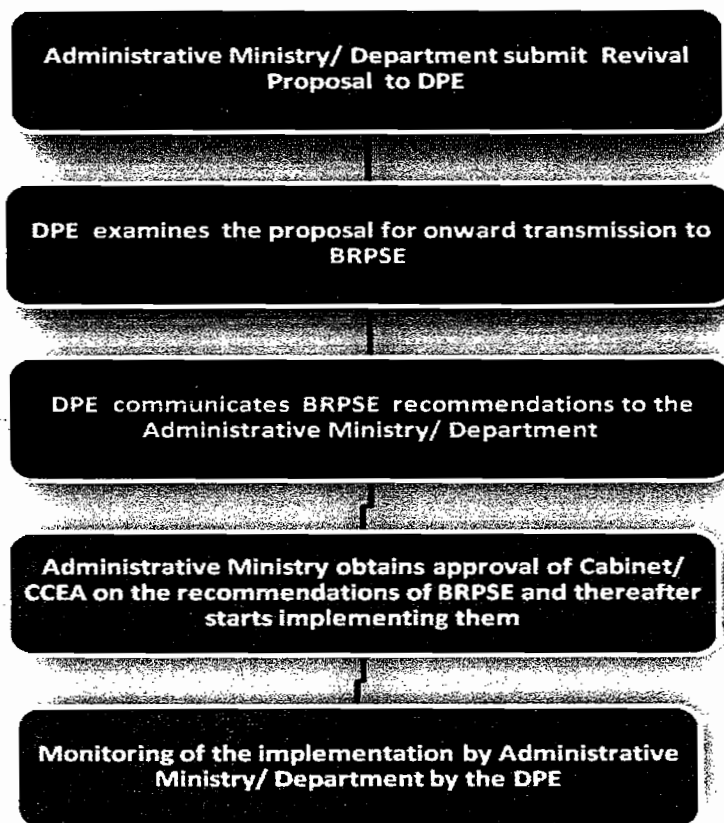 Administrative Ministry/ Department submit Revival
Proposal to DPE
DPE examines the proposal for onward transmission to
BRPSE
DPE communicates BRPSE recommendations to the
Administrative Ministry/ Department
Administrative Ministry obtains approval of Cabinet/
CCEA on the recommendations of BRPSE and thereafter
starts implementing them
Monitoring of the implementation by Administrative
Ministry/ Department by the DPE